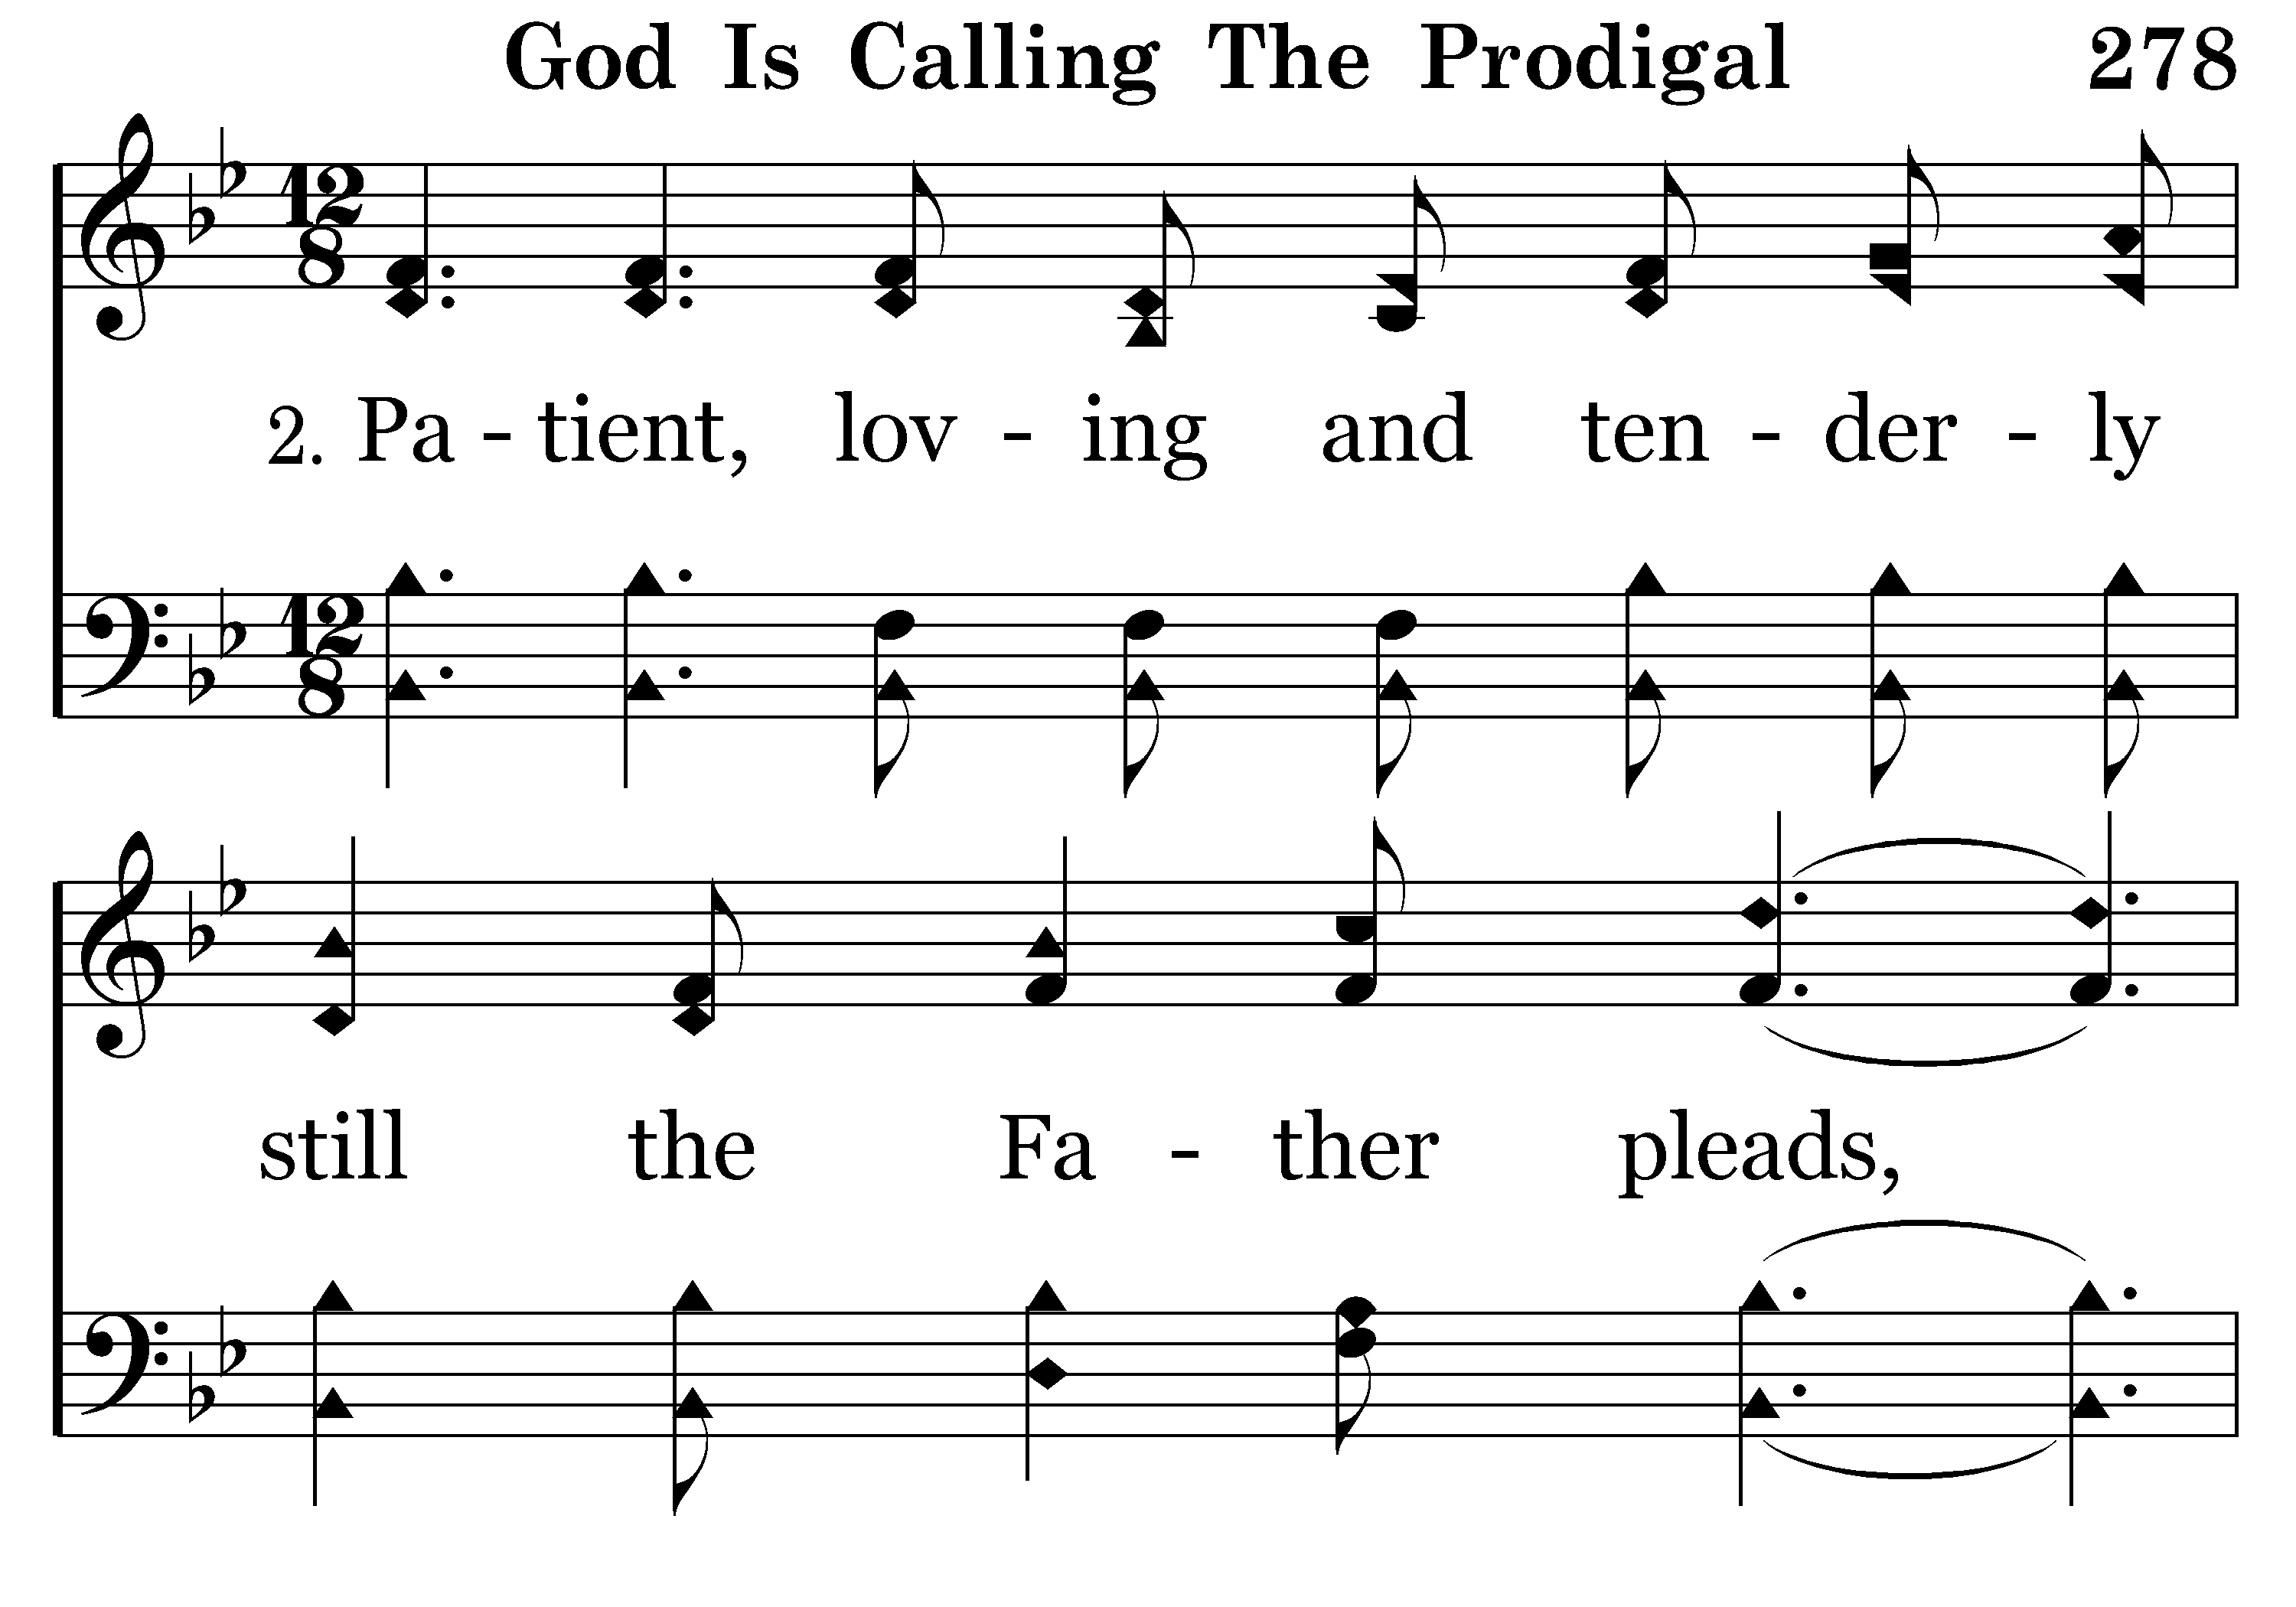 God Is Calling The Prodigal 278
12
8
2. Pa - tient, lov - ing and ten - der - ly
12
8
still the Fa - ther pleads,